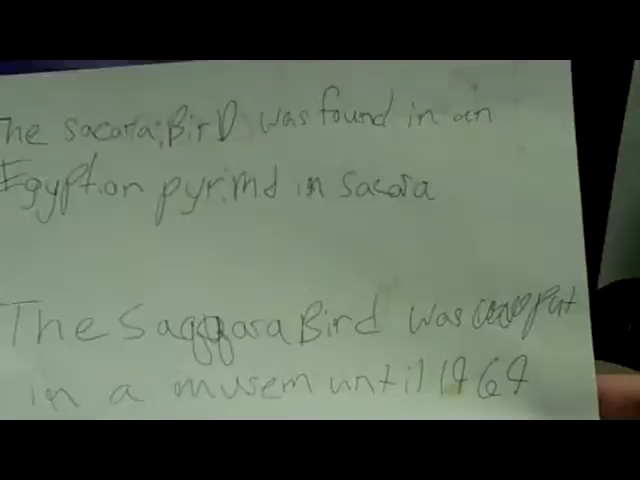 The sacara;BirD was found in an
Egyption pyrimd in sacara
The Saqqara Bird was put
in a musem until 1969